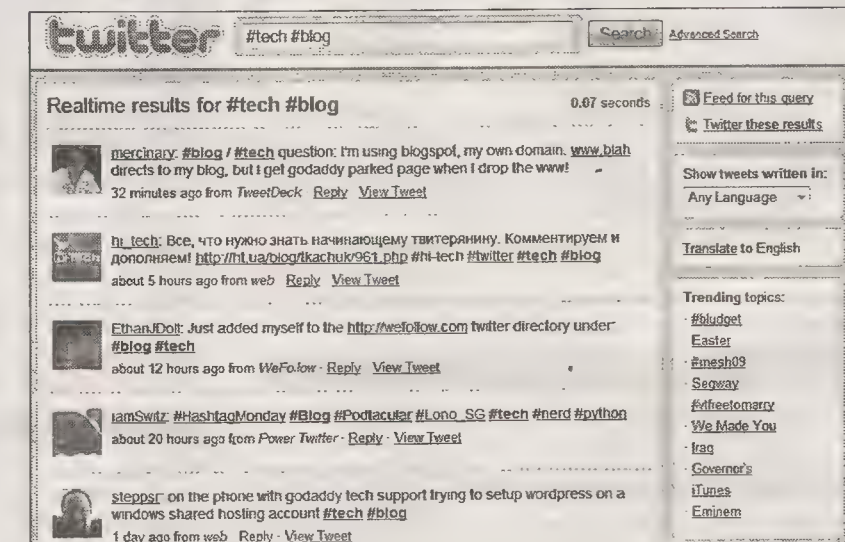 twitter
#tech #blog
Search
Advanced Search
Realtime results for #tech #blog
0.07 seconds
mercinary: #blog / #tech question: I'm using blogspot, my own domain. www.blah
directs to my blog, but I get godaddy parked page when I drop the www!
32 minutes ago from TweetDeck Reply View Tweet
hi_tech: Все, что нужно знать начинающему твитерянину. Комментируем и
дополняем! http://ht.ua/blog/tkachuk/961.php #hi-tech #twitter #tech #blog
about 5 hours ago from web Reply View Tweet
EthanJDolt: Just added myself to the http://wefollow.com twitter directory under
#blog #tech
about 12 hours ago from WeFollow · Reply View Tweet
iamSwitz: #HashtagMonday #Blog #Podtacular #Lono_SG #tech #nerd #python
about 20 hours ago from Power Twitter · Reply · View Tweet
steppsr on the phone with godaddy tech support trying to setup wordpress on a
windows shared hosting account #tech #blog
1 day ago from web Reply · View Tweet
Feed for this query
Twitter these results
Show tweets written in:
Any Language
Translate to English
Trending topics:
· #bludget
Easter
· #mesh09
· Segway
#vtfreetomarry
· We Made You
· Iraq
· Governor's
iTunes
· Eminem